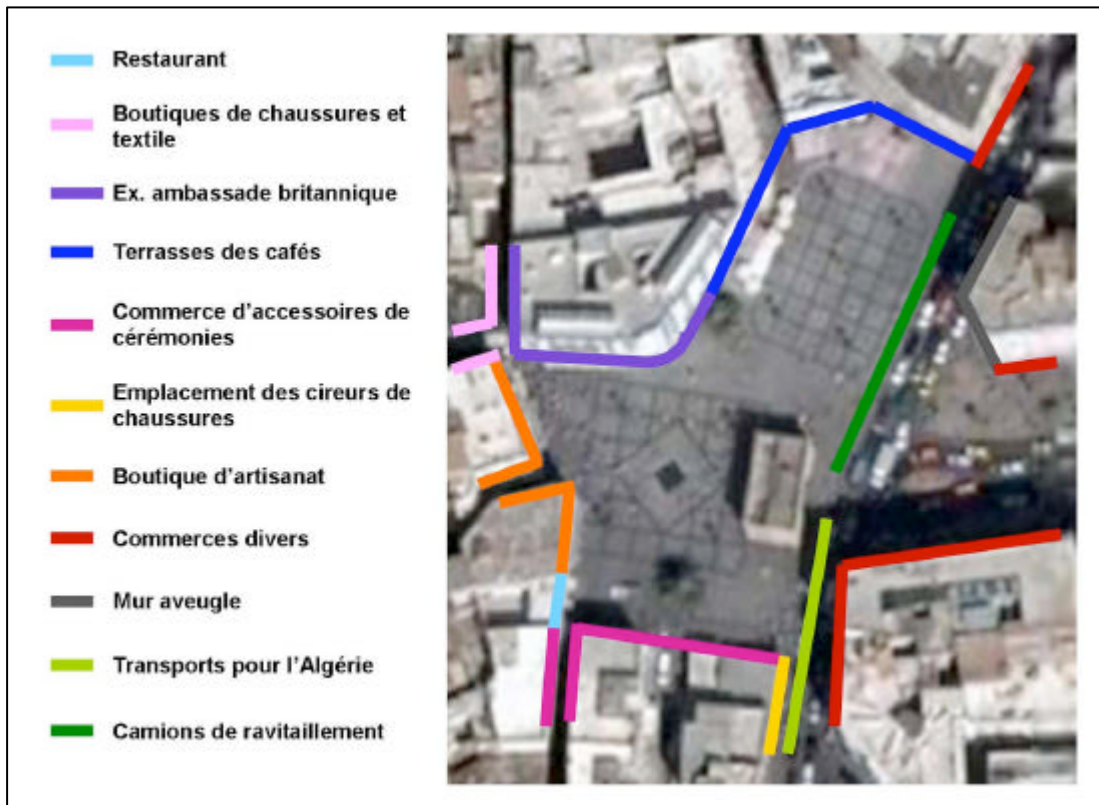 Restaurant
Boutiques de chaussures et
textile
Ex. ambassade britannique
Terrasses des cafés
Commerce d'accessoires de
cérémonies
Emplacement des cireurs de
chaussures
Boutique d'artisanat
Commerces divers
Mur aveugle
Transports pour l'Algérie
Camions de ravitaillement